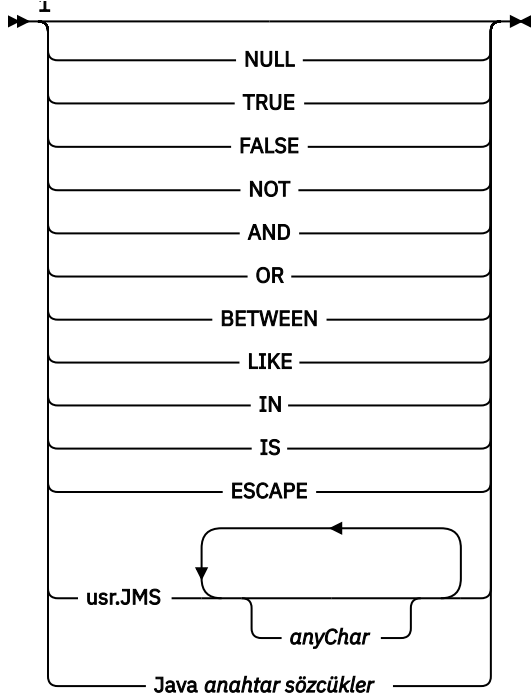 1
NULL
TRUE
FALSE
NOT
AND
OR
BETWEEN
LIKE
IN
IS
ESCAPE
usr.JMS
anyChar
Java anahtar sözcükler